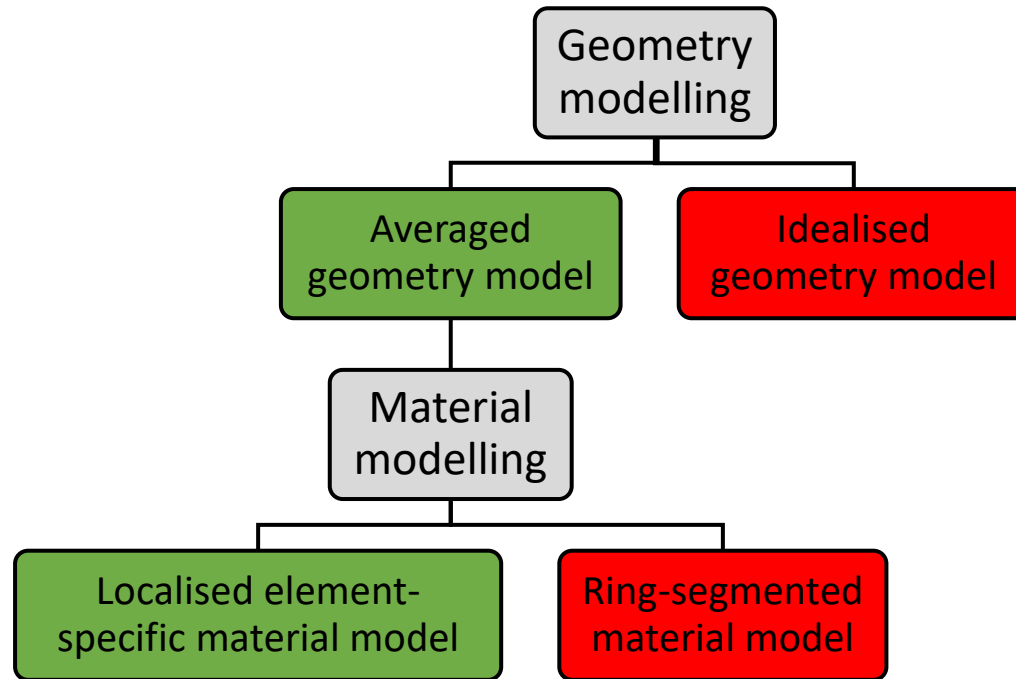 Geometry
modelling
Averaged
geometry model
Idealised
geometry model
Material
modelling
Localised element-
specific material model
Ring-segmented
material model